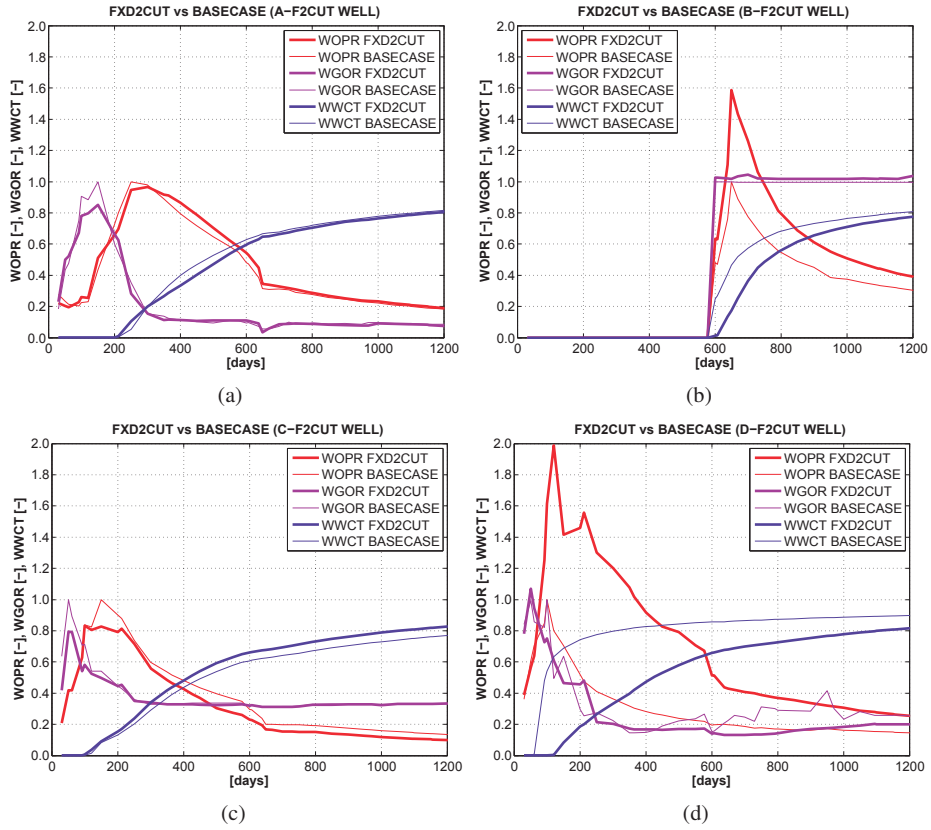 FXD2CUT vs BASECASE (A−F2CUT WELL)
2.0
1.8
1.6
1.4
1.2
1.0
0.8
0.6
0.4
0.2
0.0
WOPR [−], WGOR [−], WWCT [−]
WOPR FXD2CUT
WOPR BASECASE
WGOR FXD2CUT
WGOR BASECASE
WWCT FXD2CUT
WWCT BASECASE
0 200 400 600 800 1000 1200
[days]
(a)
FXD2CUT vs BASECASE (B−F2CUT WELL)
2.0
1.8
1.6
1.4
1.2
1.0
0.8
0.6
0.4
0.2
0.0
WOPR [−], WGOR [−], WWCT [−]
WOPR FXD2CUT
WOPR BASECASE
WGOR FXD2CUT
WGOR BASECASE
WWCT FXD2CUT
WWCT BASECASE
0 200 400 600 800 1000 1200
[days]
(b)
FXD2CUT vs BASECASE (C−F2CUT WELL)
2.0
1.8
1.6
1.4
1.2
1.0
0.8
0.6
0.4
0.2
0.0
WOPR [−], WGOR [−], WWCT [−]
WOPR FXD2CUT
WOPR BASECASE
WGOR FXD2CUT
WGOR BASECASE
WWCT FXD2CUT
WWCT BASECASE
0 200 400 600 800 1000 1200
[days]
(c)
FXD2CUT vs BASECASE (D−F2CUT WELL)
2.0
1.8
1.6
1.4
1.2
1.0
0.8
0.6
0.4
0.2
0.0
WOPR [−], WGOR [−], WWCT [−]
WOPR FXD2CUT
WOPR BASECASE
WGOR FXD2CUT
WGOR BASECASE
WWCT FXD2CUT
WWCT BASECASE
0 200 400 600 800 1000 1200
[days]
(d)